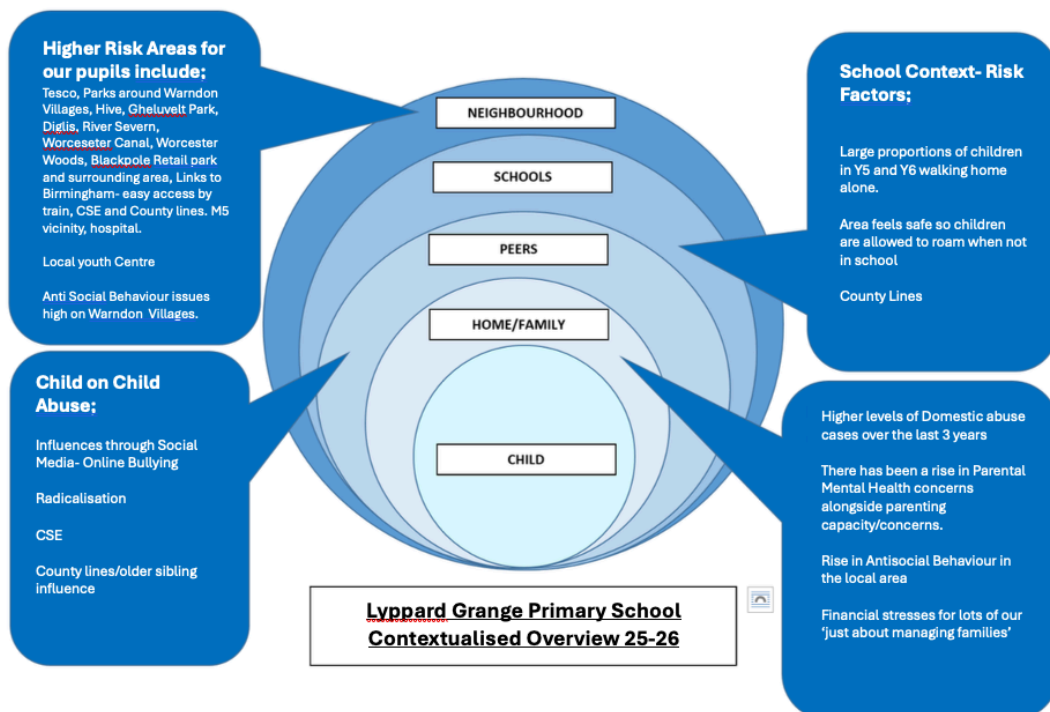 Higher Risk Areas for
our pupils include;
Tesco, Parks around Warndon
Villages, Hive, Gheluvelt Park,
Diglis, River Severn,
Worceseter Canal, Worcester
Woods, Blackpole Retail park
and surrounding area, Links to
Birmingham- easy access by
train, CSE and County lines. M5
vicinity, hospital.
Local youth Centre
Anti Social Behaviour issues
high on Warndon Villages.
Child on Child
Abuse;
Influences through Social
Media- Online Bullying
Radicalisation
CSE
County lines/older sibling
influence
NEIGHBOURHOOD
SCHOOLS
PEERS
HOME/FAMILY
CHILD
Lyppard Grange Primary School
Contextualised Overview 25-26
School Context- Risk
Factors;
Large proportions of children
in Y5 and Y6 walking home
alone.
Area feels safe so children
are allowed to roam when not
in school
County Lines
Higher levels of Domestic abuse
cases over the last 3 years
There has been a rise in Parental
Mental Health concerns
alongside parenting
capacity/concerns.
Rise in Antisocial Behaviour in
the local area
Financial stresses for lots of our
‘just about managing families’